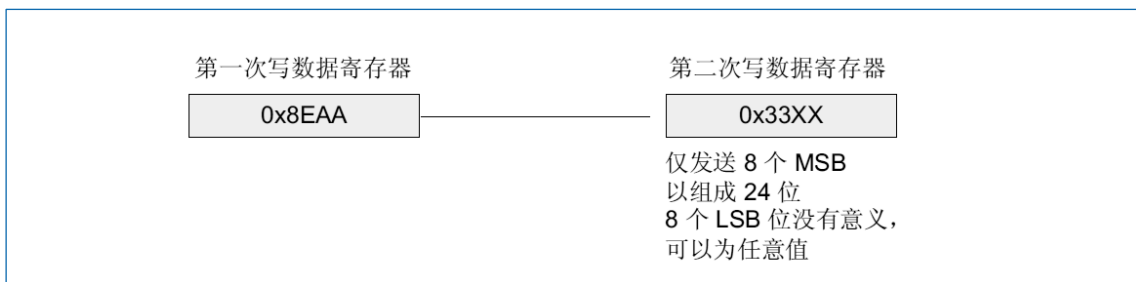 第一次写数据寄存器
第二次写数据寄存器
0x8EAA
0x33XX
仅发送 8 个 MSB
以组成 24 位
8 个 LSB 位没有意义，
可以为任意值